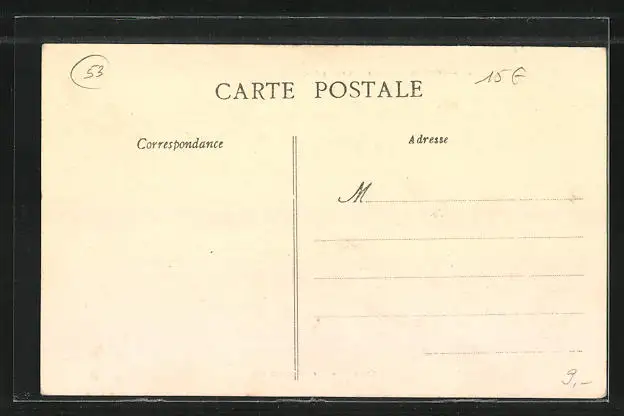 53
15 €
CARTE POSTALE
Correspondance
Adresse
M
9,-